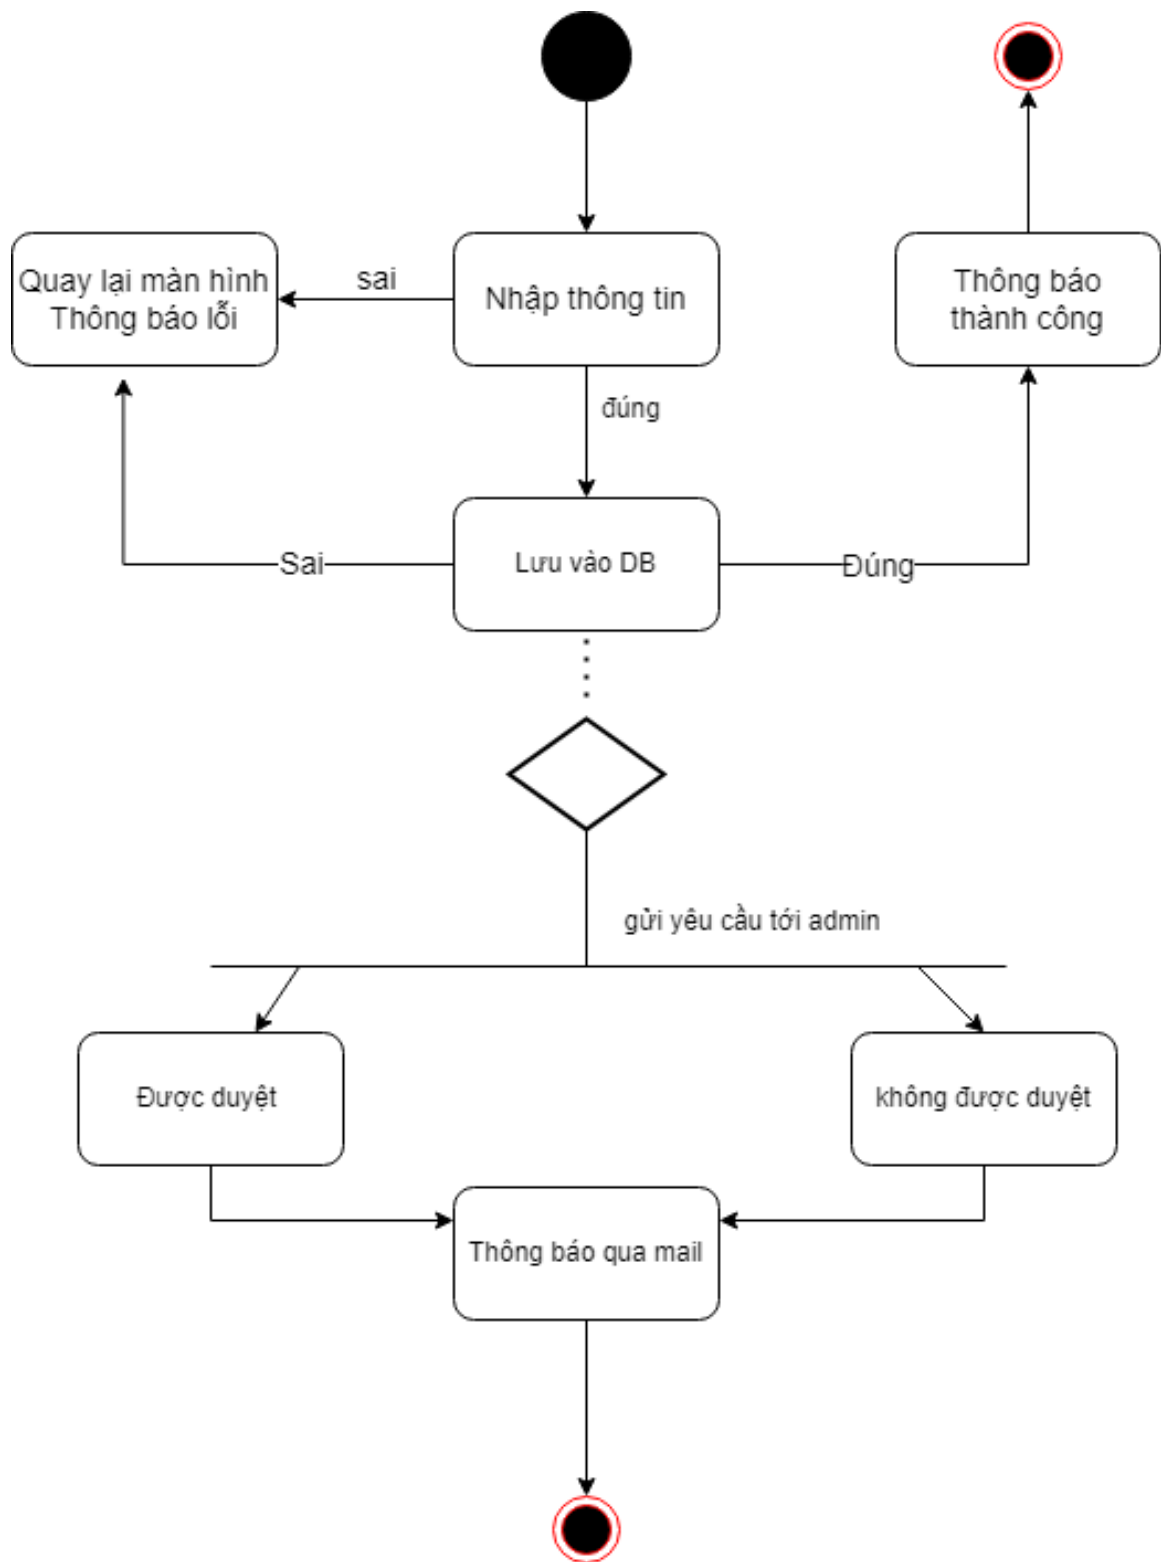 Quay lại màn hình
Thông báo lỗi
sai
Nhập thông tin
Thông báo
thành công
đúng
Sai
Lưu vào DB
Đúng
gửi yêu cầu tới admin
Được duyệt
không được duyệt
Thông báo qua mail